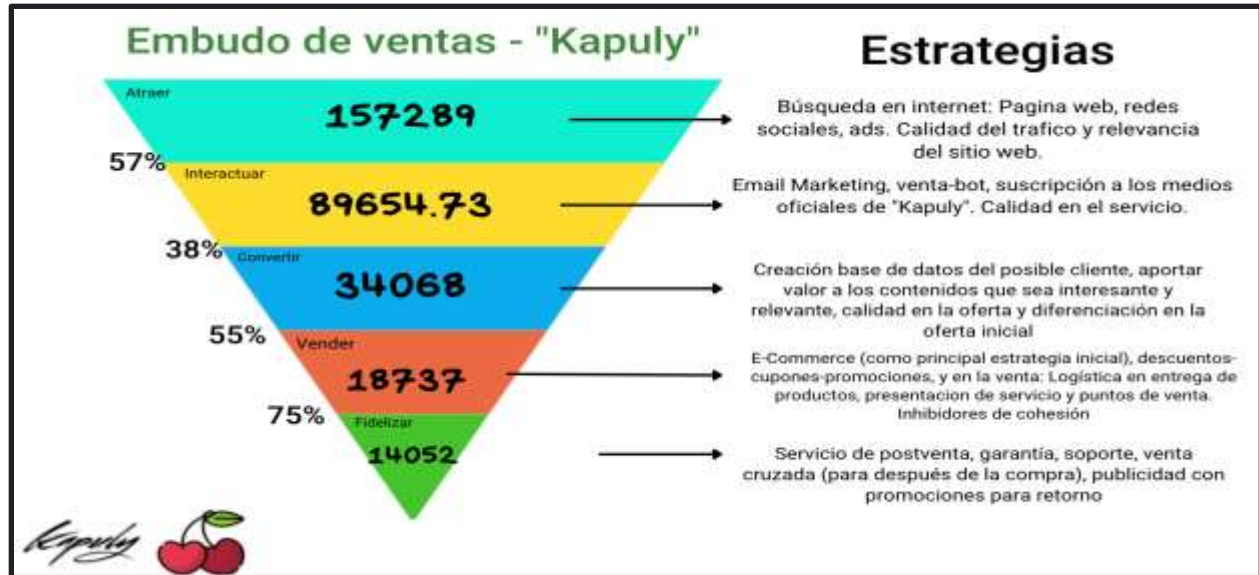 Embudo de ventas - "Kapuly"
Estrategias
Atraer
157289
Búsqueda en internet: Pagina web, redes
sociales, ads. Calidad del trafico y relevancia
del sitio web.
57%
Interactuar
89654.73
Email Marketing, venta-bot, suscripción a los medios
oficiales de "Kapuly". Calidad en el servicio.
38%
Convertir
34068
Creación base de datos del posible cliente, aportar
valor a los contenidos que sea interesante y
relevante, calidad en la oferta y diferenciación en la
oferta inicial
55%
Vender
18737
E-Commerce (como principal estrategia inicial), descuentos-
cupones-promociones, y en la venta: Logística en entrega de
productos, presentacion de servicio y puntos de venta.
Inhibidores de cohesión
75%
Fidelizar
14052
Servicio de postventa, garantía, soporte, venta
cruzada (para después de la compra), publicidad con
promociones para retorno
Kapuly